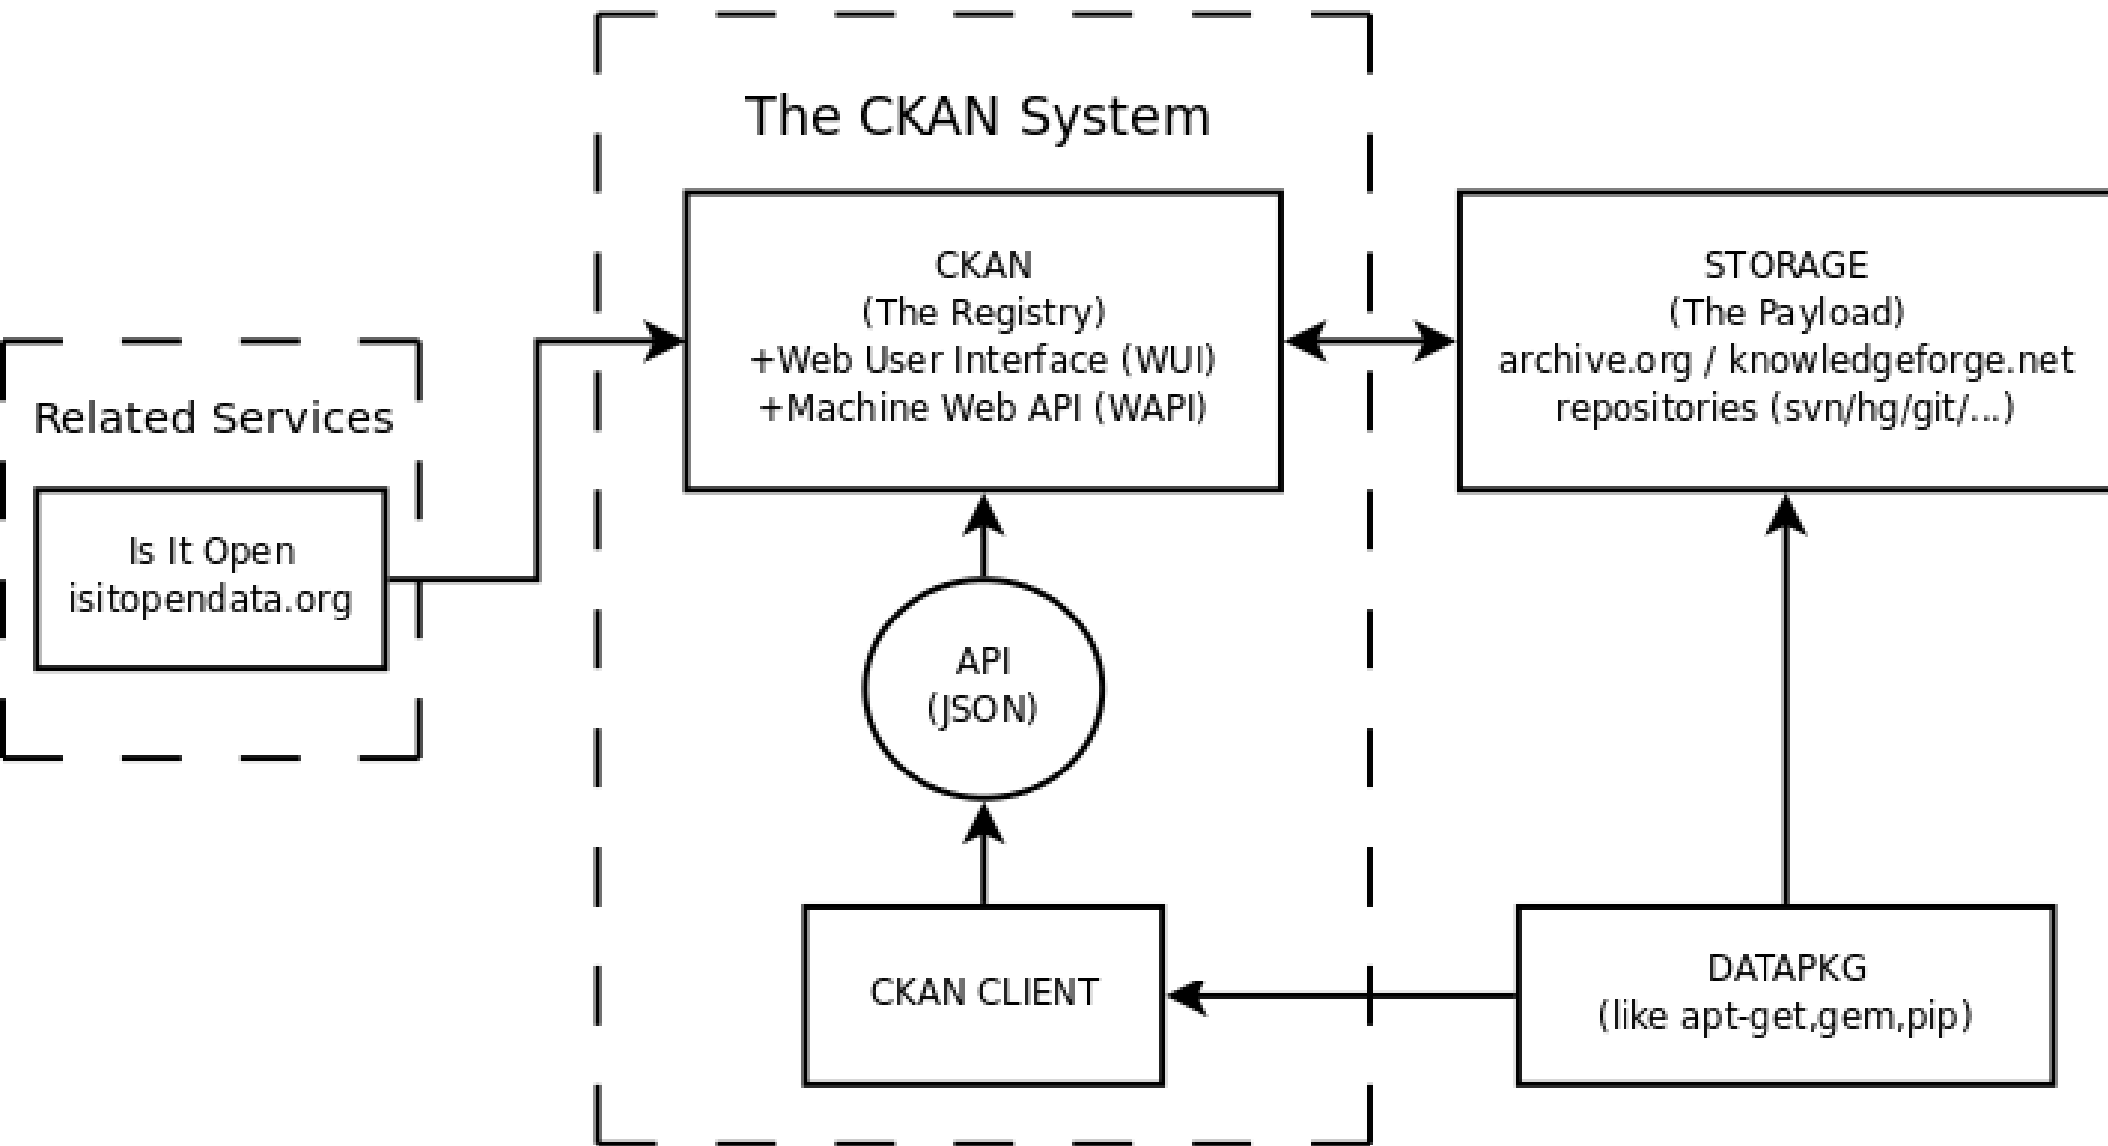 The CKAN System
CKAN
(The Registry)
+Web User Interface (WUI)
+Machine Web API (WAPI)
STORAGE
(The Payload)
archive.org / knowledgeforge.net
repositories (svn/hg/git/...)
Related Services
Is It Open
isitopendata.org
API
(JSON)
CKAN CLIENT
DATAPKG
(like apt-get,gem,pip)